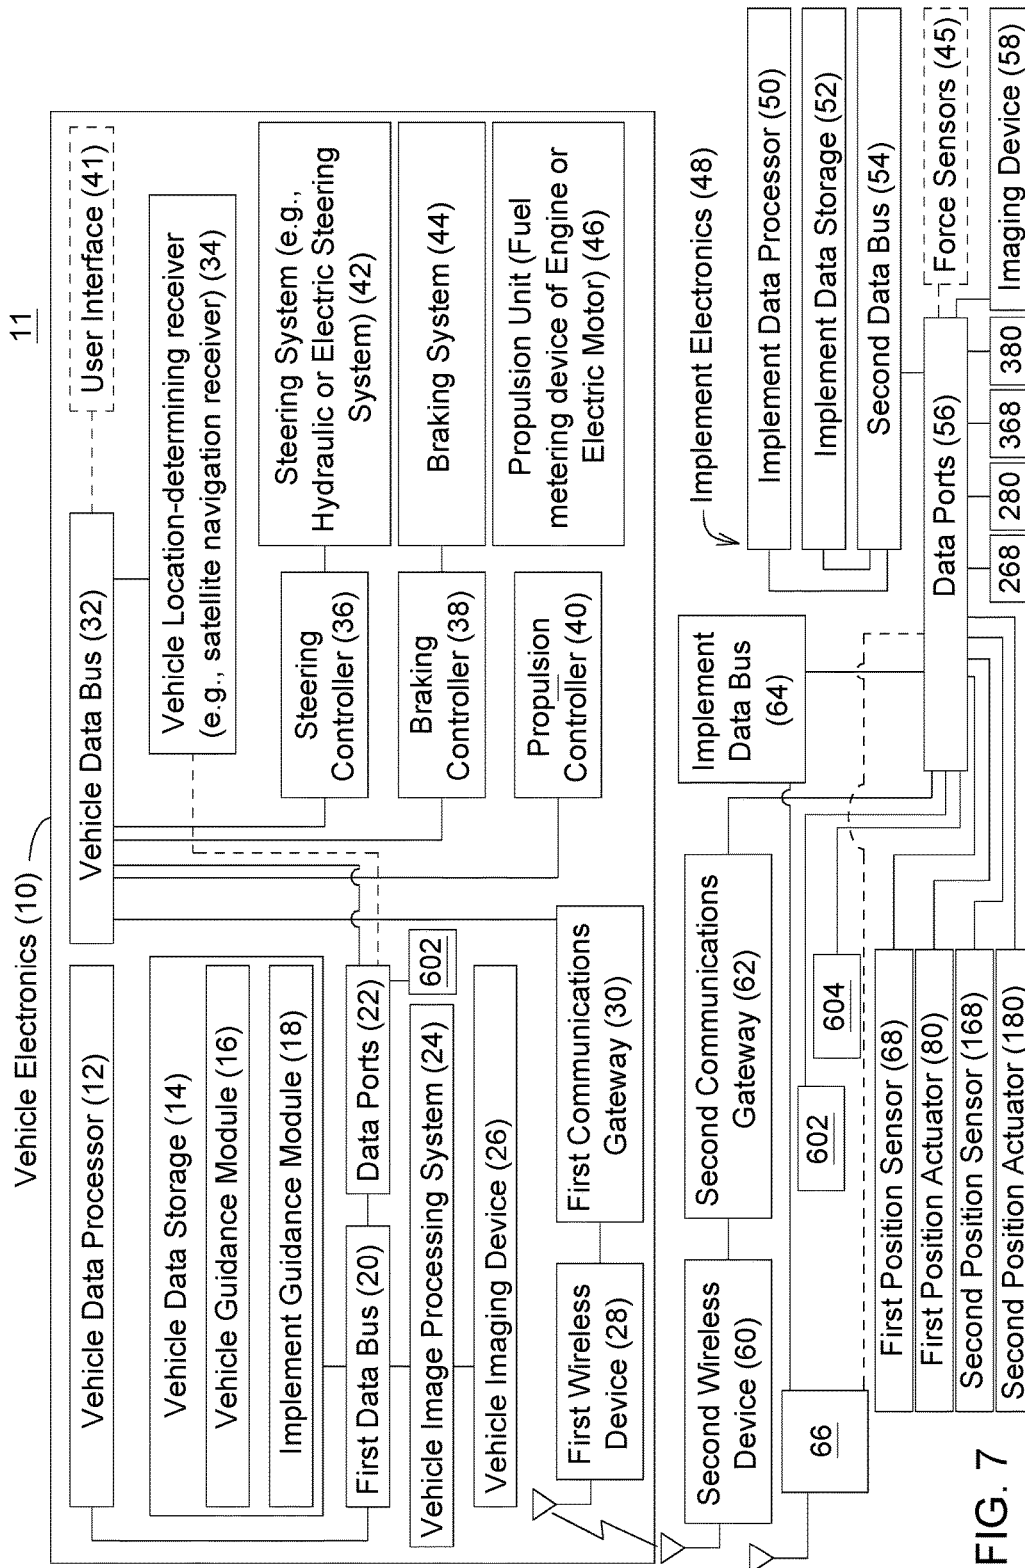 11
Vehicle Electronics (10)
Vehicle Data Processor (12)
Vehicle Data Storage (14)
Vehicle Guidance Module (16)
Implement Guidance Module (18)
First Data Bus (20)
Data Ports (22)
602
Vehicle Image Processing System (24)
Vehicle Imaging Device (26)
First Wireless
Device (28)
First Communications
Gateway (30)
Vehicle Data Bus (32)
User Interface (41)
Vehicle Location-determining receiver
(e.g., satellite navigation receiver) (34)
Steering
Controller (36)
Steering System (e.g.,
Hydraulic or Electric Steering
System) (42)
Braking
Controller (38)
Braking System (44)
Propulsion
Controller (40)
Propulsion Unit (Fuel
metering device of Engine or
Electric Motor) (46)
Second Wireless
Device (60)
Second Communications
Gateway (62)
Implement
Data Bus
(64)
Implement Electronics (48)
Implement Data Processor (50)
Implement Data Storage (52)
Second Data Bus (54)
Data Ports (56)
Force Sensors (45)
Imaging Device (58)
268
280
368
380
66
602
604
First Position Sensor (68)
First Position Actuator (80)
Second Position Sensor (168)
Second Position Actuator (180)
FIG. 7